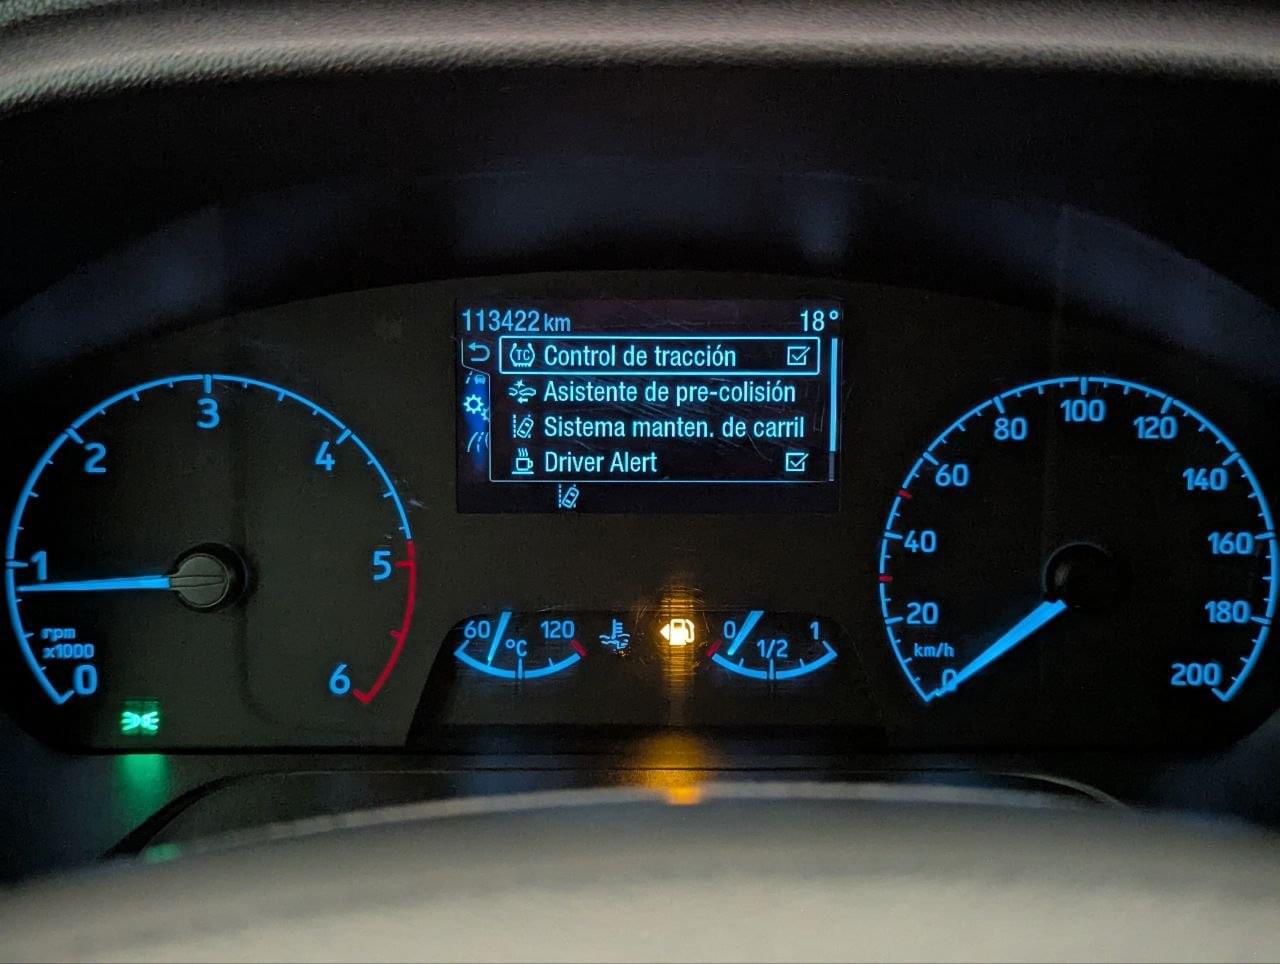 113422 km 18°
TC Control de tracción
Asistente de pre-colisión
Sistema manten. de carril
Driver Alert
0
1
2
3
4
5
6
rpm
x1000
60 °C 120
0 1/2 1
0
20
40
60
80
100
120
140
160
180
200
km/h